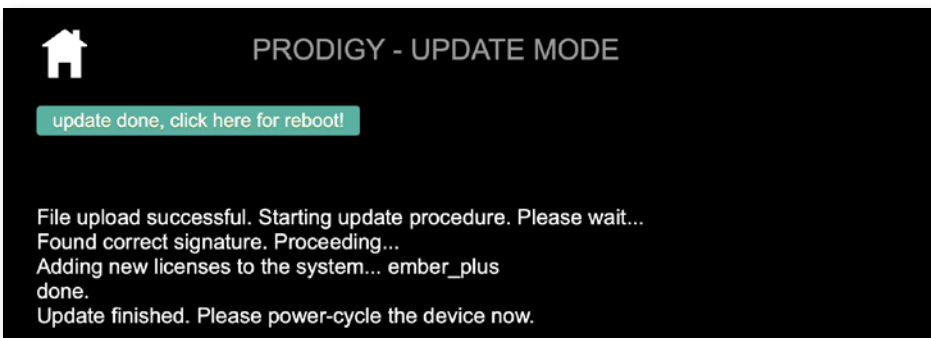 PRODIGY - UPDATE MODE
update done, click here for reboot!
File upload successful. Starting update procedure. Please wait...
Found correct signature. Proceeding...
Adding new licenses to the system... ember_plus
done.
Update finished. Please power-cycle the device now.